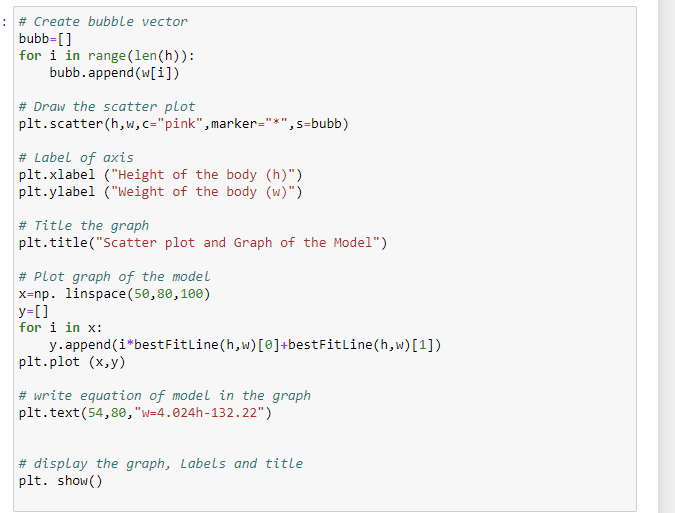 : # Create bubble vector
bubb=[]
for i in range(len(h)):
    bubb.append(w[i])
# Draw the scatter plot
plt.scatter(h,w,c="pink",marker="*",s=bubb)
# Label of axis
plt.xlabel ("Height of the body (h)")
plt.ylabel ("Weight of the body (w)")
# Title the graph
plt.title("Scatter plot and Graph of the Model")
# Plot graph of the model
x=np. linspace(50,80,100)
y=[]
for i in x:
    y.append(i*bestFitLine(h,w)[0]+bestFitLine(h,w)[1])
plt.plot (x,y)
# write equation of model in the graph
plt.text(54,80,"w=4.024h-132.22")
# display the graph, Labels and title
plt. show()